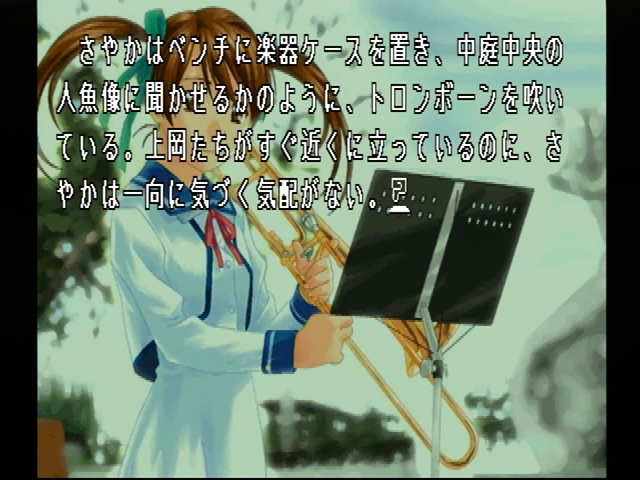 さやかはベンチに楽器ケースを置き、中庭中央の
人魚像に聞かせるかのように、トロンボーンを吹い
ている。上岡たちがすぐ近くに立っているのに、さ
やかは一向に気づく気配がない。